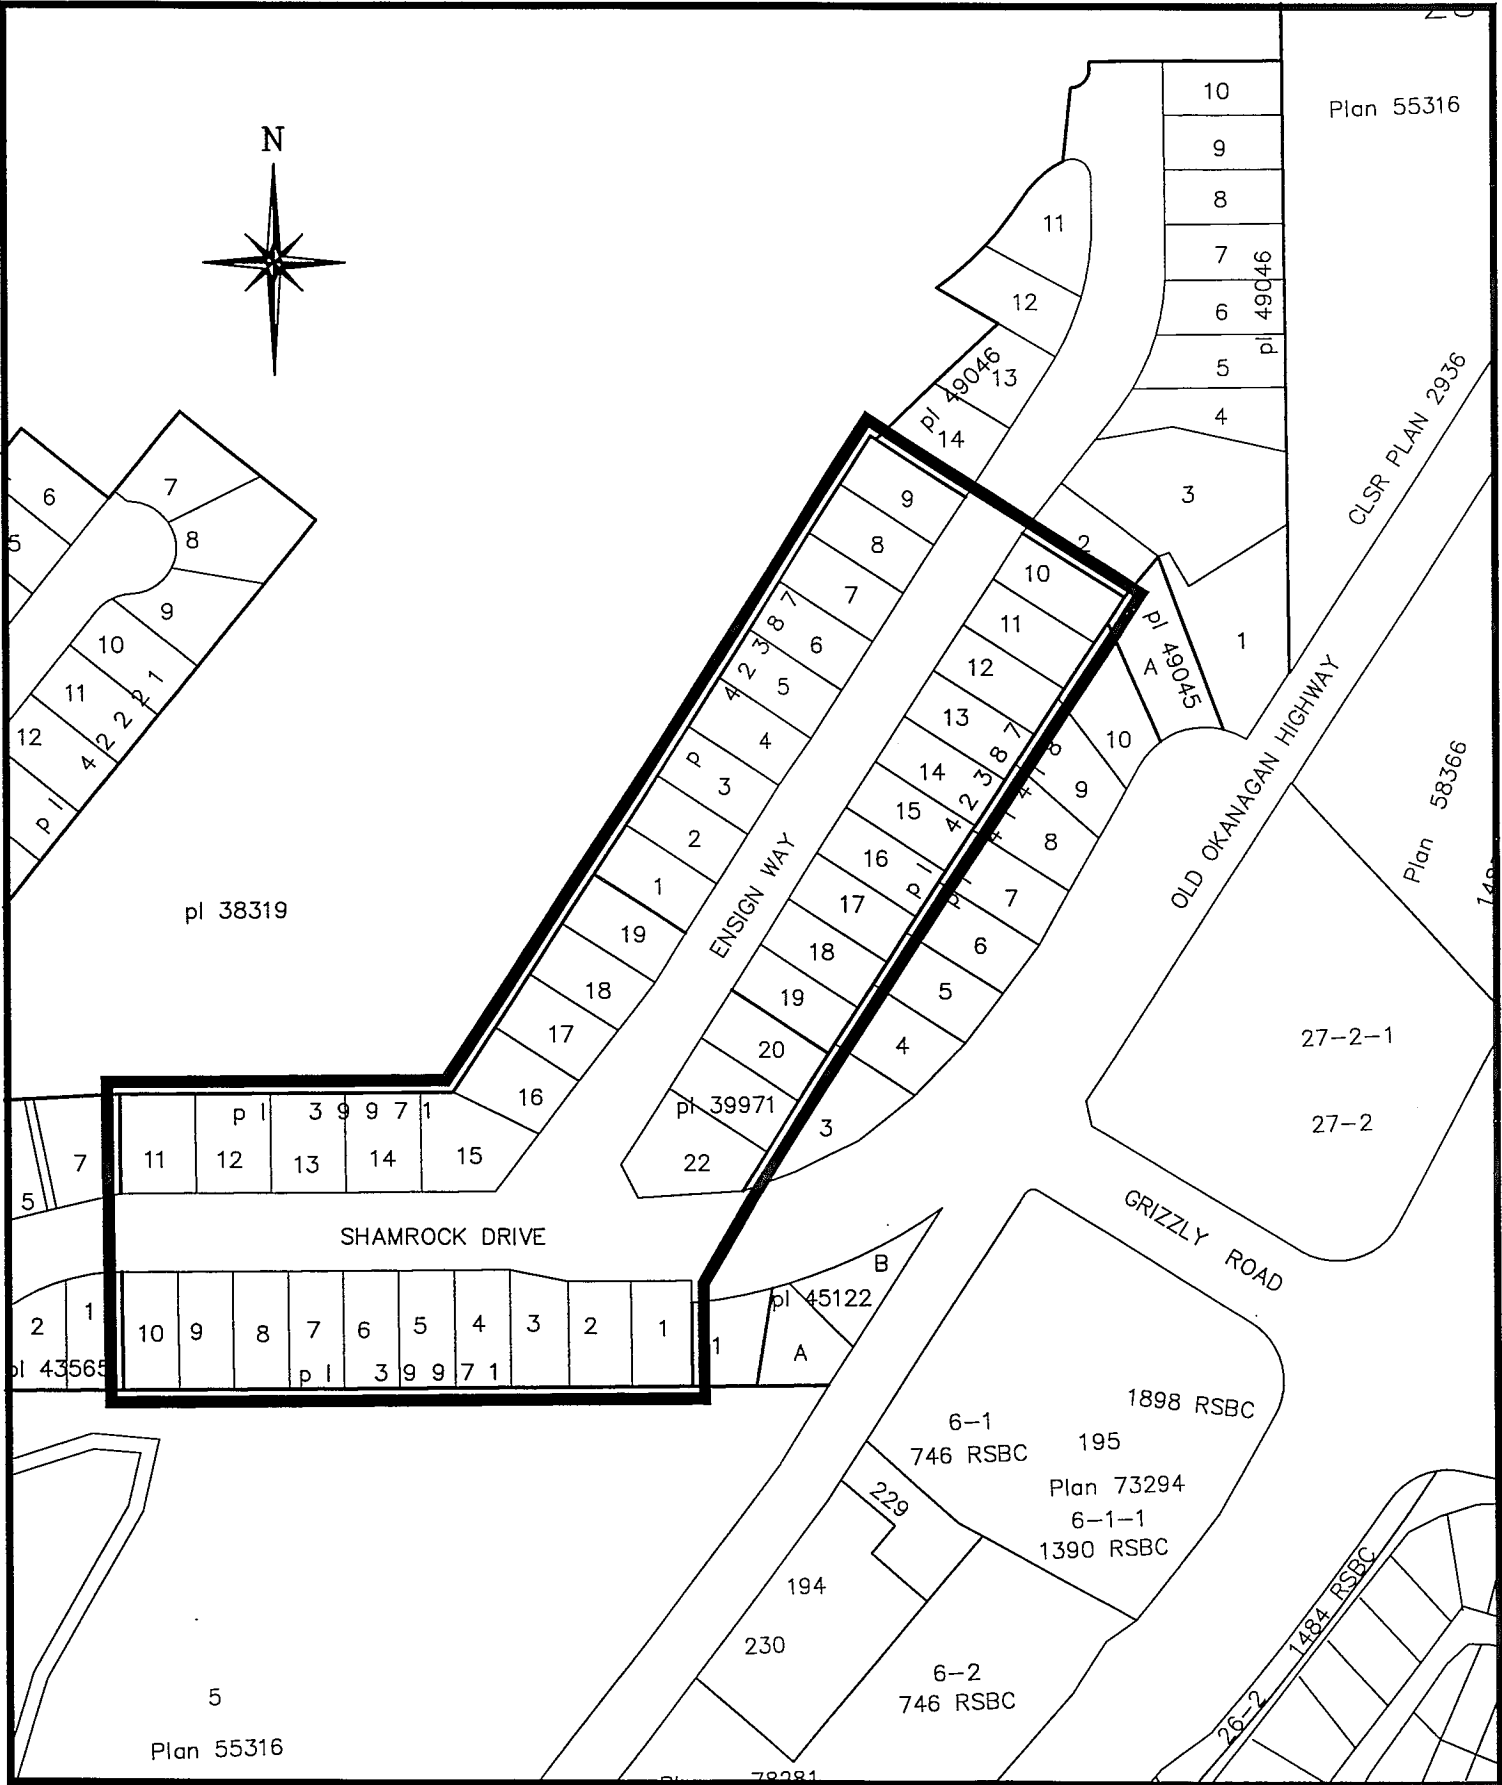 N
Plan 55316
10
9
8
7
6
5
4
3
2
1
pl 49046
11
12
13
14
pl 49046
CLSR PLAN 2936
7
8
9
10
11
12
6
5
pl 42221
9
8
7
6
5
4
3
2
1
p 42387
19
18
17
16
15
14
13
12
11
pl 39971
10
11
12
13
14
15
16
17
18
19
20
22
pl 42387
pl 39971
A
pl 49045
10
9
8
7
6
5
4
3
ENSIGN WAY
OLD OKANAGAN HIGHWAY
Plan 58366
pl 38319
27-2-1
27-2
7
5
SHAMROCK DRIVE
GRIZZLY ROAD
2
1
pl 43565
10
9
8
7
6
5
4
3
2
1
pl 39971
1
B
pl 45122
A
6-1
746 RSBC
1898 RSBC
195
Plan 73294
6-1-1
1390 RSBC
229
194
230
6-2
746 RSBC
1484 RSBC
26-2
5
Plan 55316